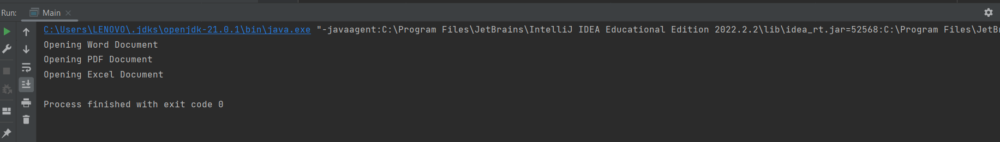 Run: Main
C:\Users\LENOVO\.jdks\openjdk-21.0.1\bin\java.exe "-javaagent:C:\Program Files\JetBrains\IntelliJ IDEA Educational Edition 2022.2.2\lib\idea_rt.jar=52568:C:\Program Files\JetBr
Opening Word Document
Opening PDF Document
Opening Excel Document
Process finished with exit code 0